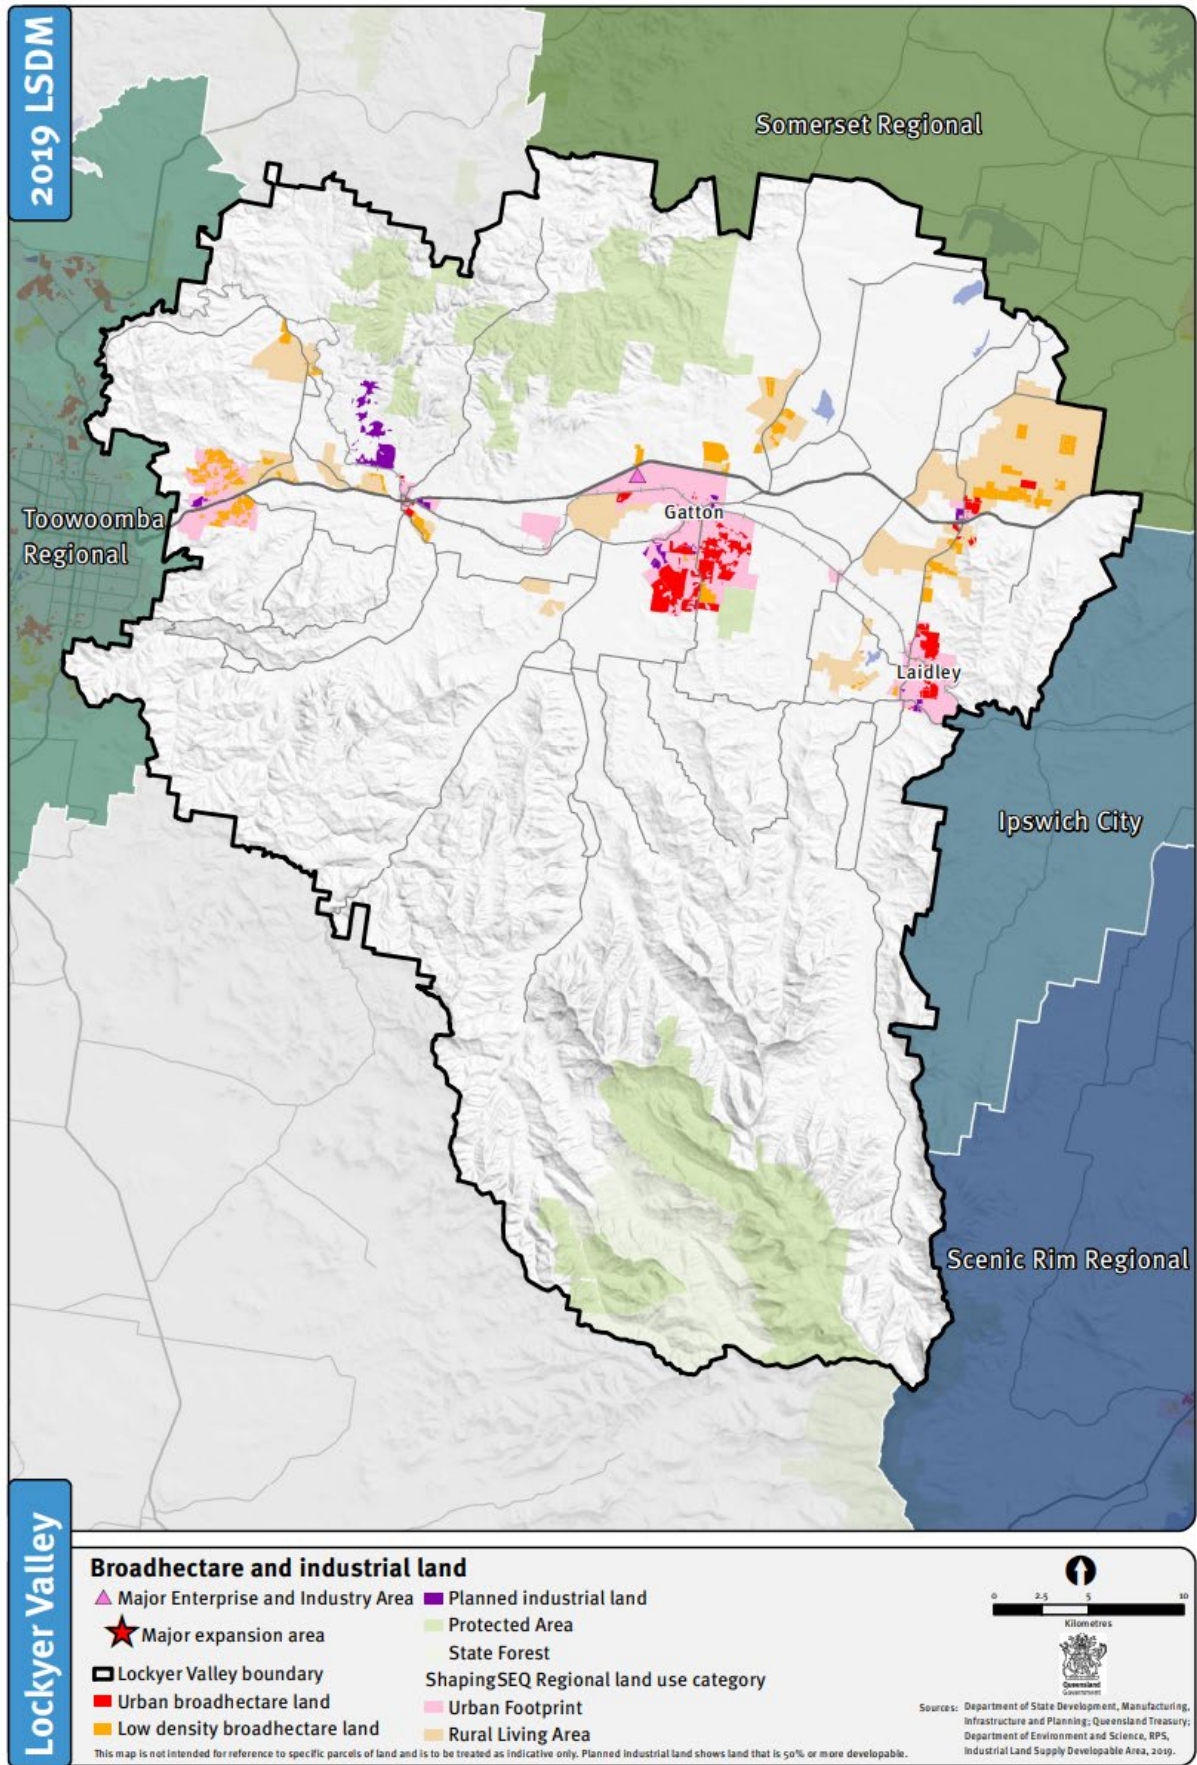 2019 LSDM
Somerset Regional
Toowoomba
Regional
Gatton
Laidley
Ipswich City
Scenic Rim Regional
Lockyer Valley
Broadhectare and industrial land
Major Enterprise and Industry Area
Major expansion area
Lockyer Valley boundary
Urban broadhectare land
Low density broadhectare land
Planned industrial land
Protected Area
State Forest
ShapingSEQ Regional land use category
Urban Footprint
Rural Living Area
This map is not intended for reference to specific parcels of land and is to be treated as indicative only. Planned industrial land shows land that is 50% or more developable.
0 2.5 5 10
Kilometres
Queensland
Government
Sources: Department of State Development, Manufacturing,
Infrastructure and Planning; Queensland Treasury;
Department of Environment and Science, RPS,
Industrial Land Supply Developable Area, 2019.